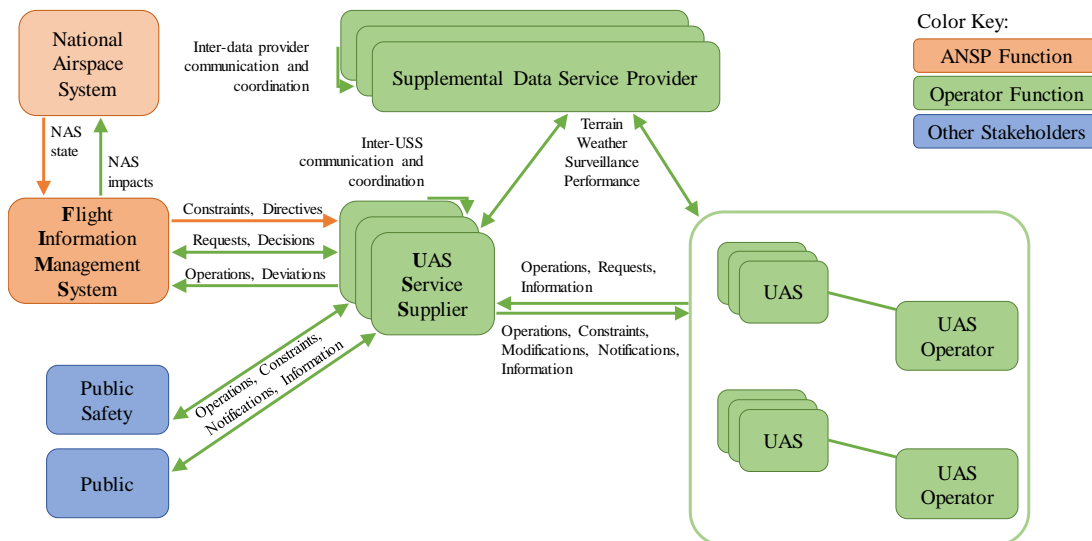 National
Airspace
System
Inter-data provider
communication and
coordination
Supplemental Data Service Provider
Color Key:
ANSP Function
Operator Function
Other Stakeholders
NAS
state
NAS
impacts
Inter-USS
communication and
coordination
Terrain
Weather
Surveillance
Performance
Flight
Information
Management
System
Constraints, Directives
Requests, Decisions
Operations, Deviations
UAS
Service
Supplier
Operations, Requests,
Information
Operations, Constraints,
Modifications, Notifications,
Information
UAS
UAS
Operator
UAS
UAS
Operator
Operations, Constraints,
Notifications, Information
Public
Safety
Public